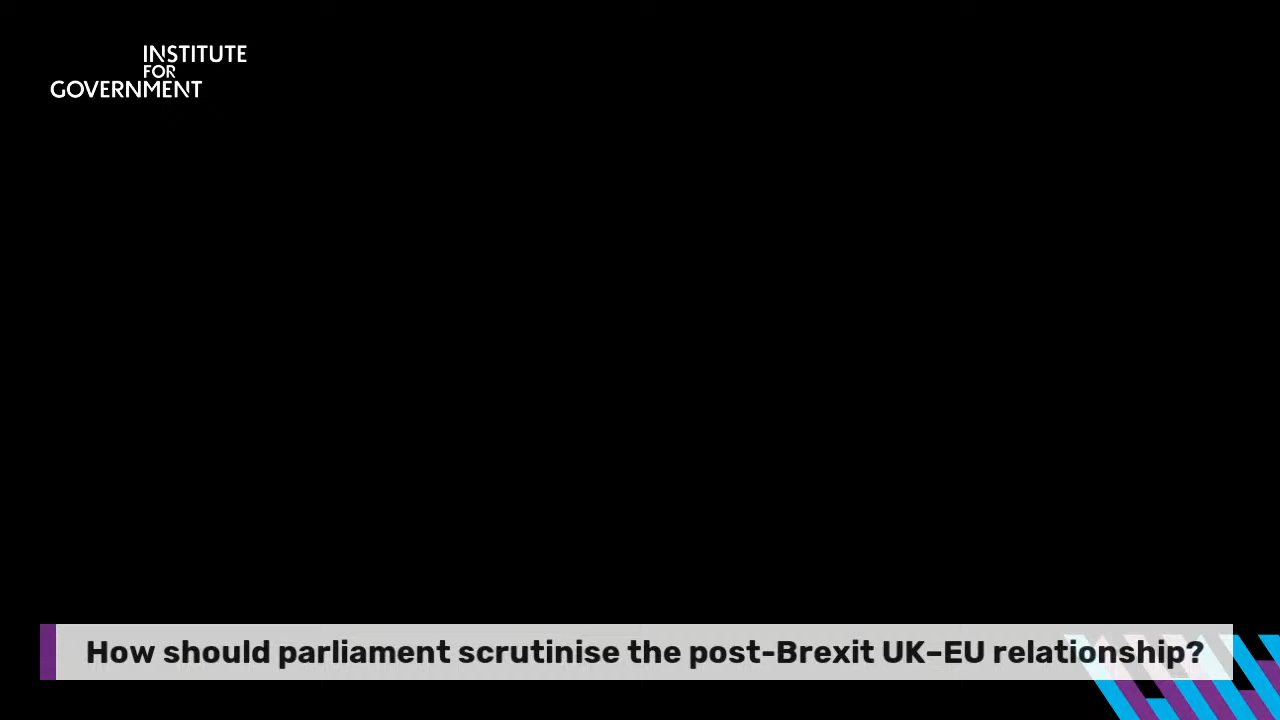 INSTITUTE
FOR
GOVERNMENT
How should parliament scrutinise the post-Brexit UK–EU relationship?